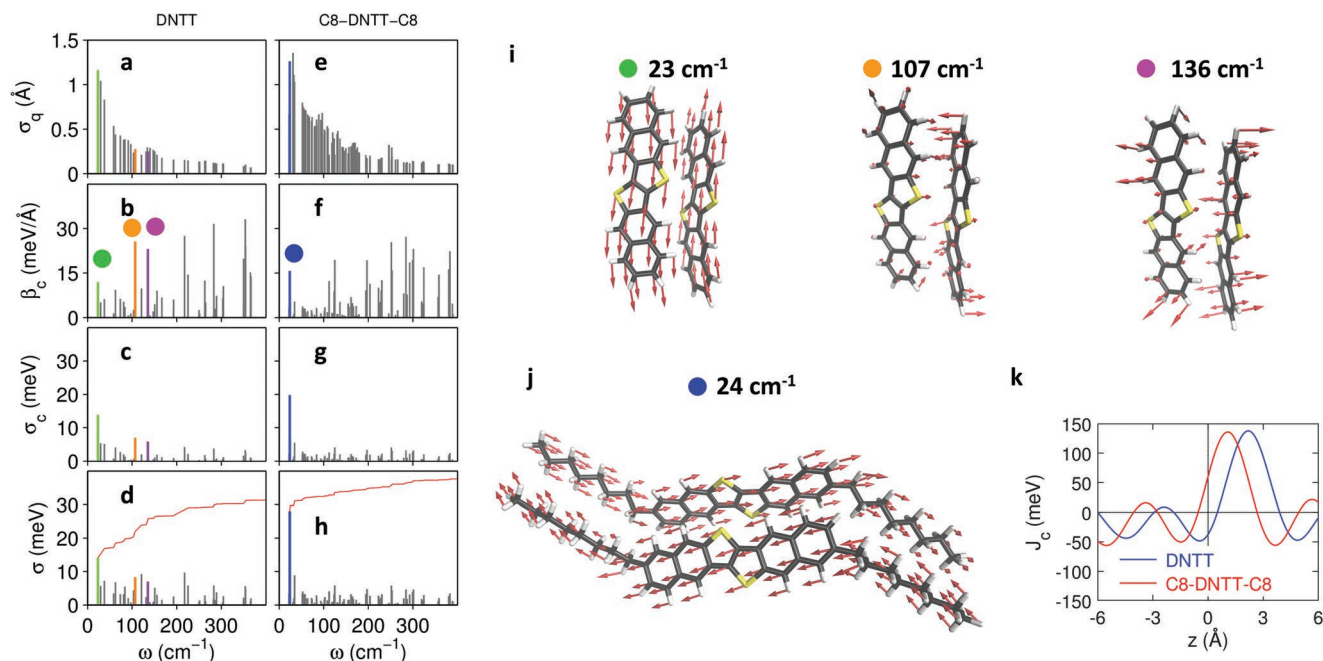 DNTT
C8−DNTT−C8
1.5
1
0.5
0
σq (Å)
a
e
30
15
0
βc (meV/Å)
b
f
30
20
10
0
σc (meV)
c
g
30
20
10
0
σ (meV)
d
h
0 100 200 300
0 100 200 300
ω (cm⁻¹)
ω (cm⁻¹)
i
23 cm⁻¹
107 cm⁻¹
136 cm⁻¹
j
24 cm⁻¹
k
150
100
50
0
-50
-100
-150
Jc (meV)
DNTT
C8-DNTT-C8
-6 -3 0 3 6
z (Å)